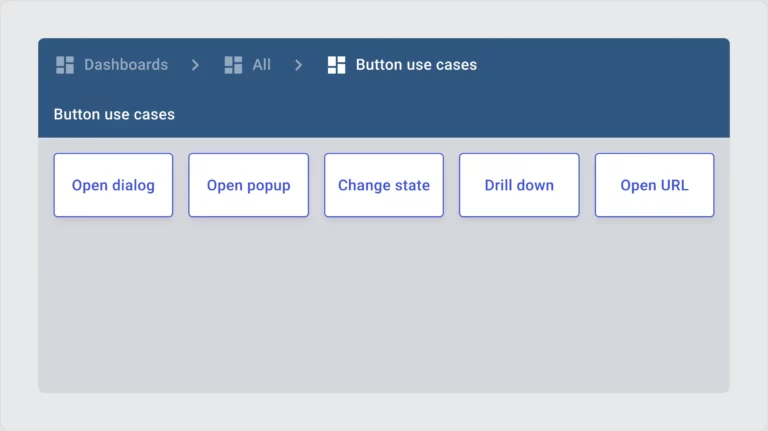 Dashboards > All > Button use cases
Button use cases
Open dialog Open popup Change state Drill down Open URL